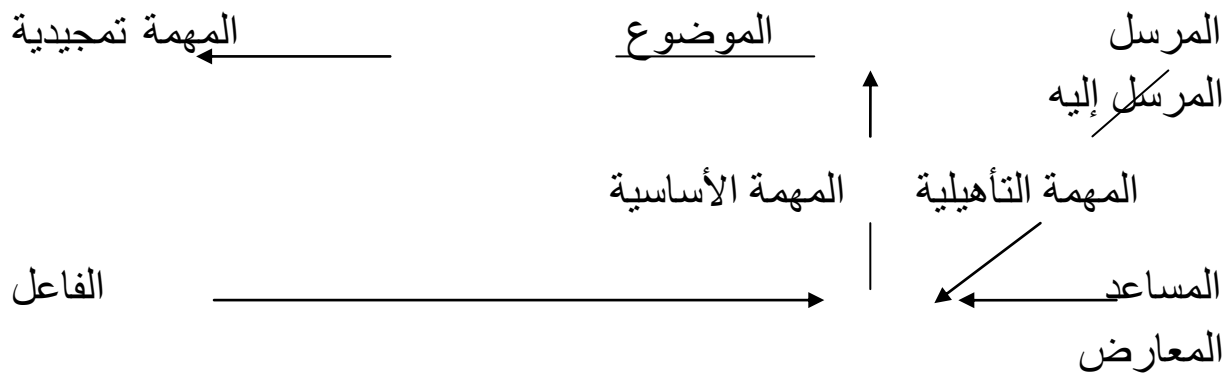 المرسل الموضوع المهمة تمجيدية
المرسل إليه
المهمة التأهيلية المهمة الأساسية
المساعد الفاعل
المعارض